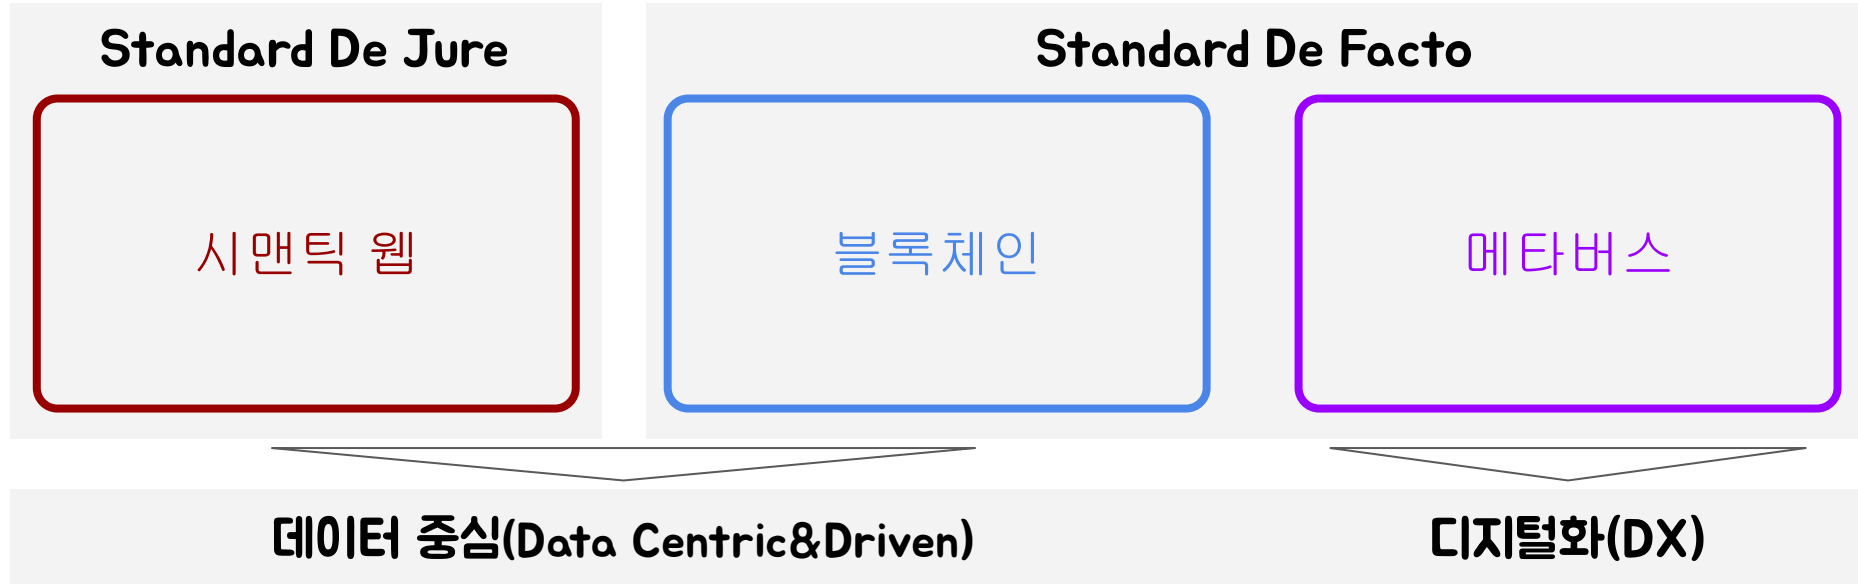 Standard De Jure
Standard De Facto
시맨틱 웹
블록체인
메타버스
데이터 중심(Data Centric&Driven)
디지털화(DX)